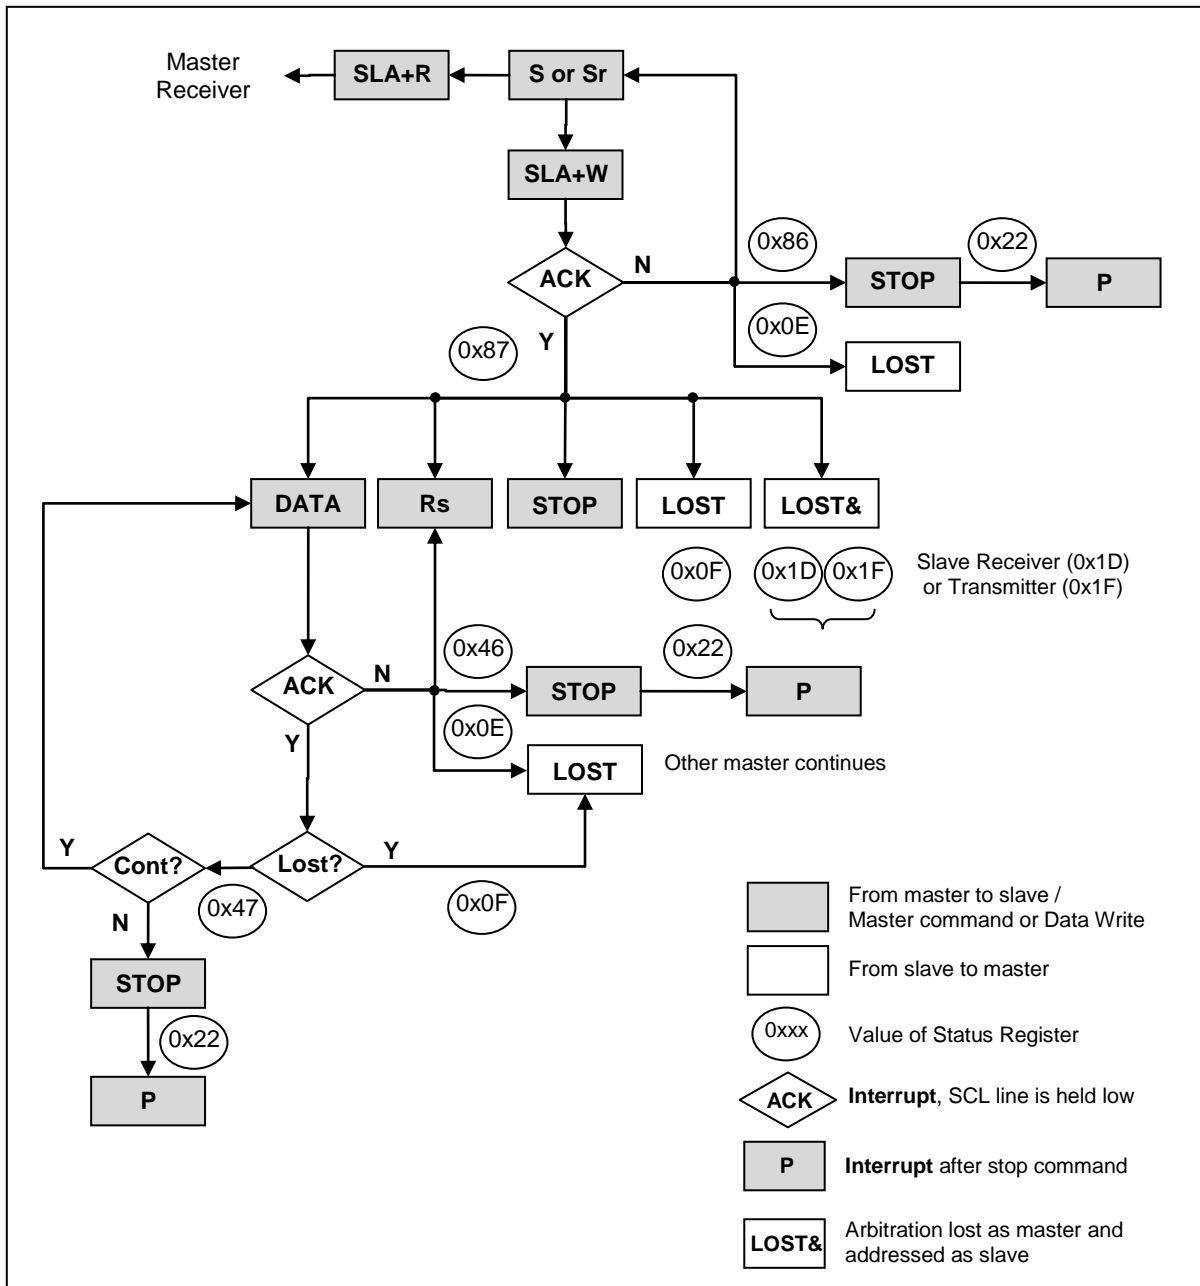 Master
Receiver
SLA+R
S or Sr
SLA+W
ACK
N
0x86
STOP
0x22
P
0x0E
LOST
Y
0x87
DATA
Rs
STOP
LOST
LOST&
0x0F
0x1D
0x1F
Slave Receiver (0x1D)
or Transmitter (0x1F)
ACK
N
0x46
STOP
0x22
P
0x0E
LOST
Other master continues
Y
Lost?
Y
0x0F
0x47
Cont?
Y
N
STOP
0x22
P
From master to slave /
Master command or Data Write
From slave to master
0xxx
Value of Status Register
ACK
Interrupt, SCL line is held low
P
Interrupt after stop command
LOST&
Arbitration lost as master and
addressed as slave